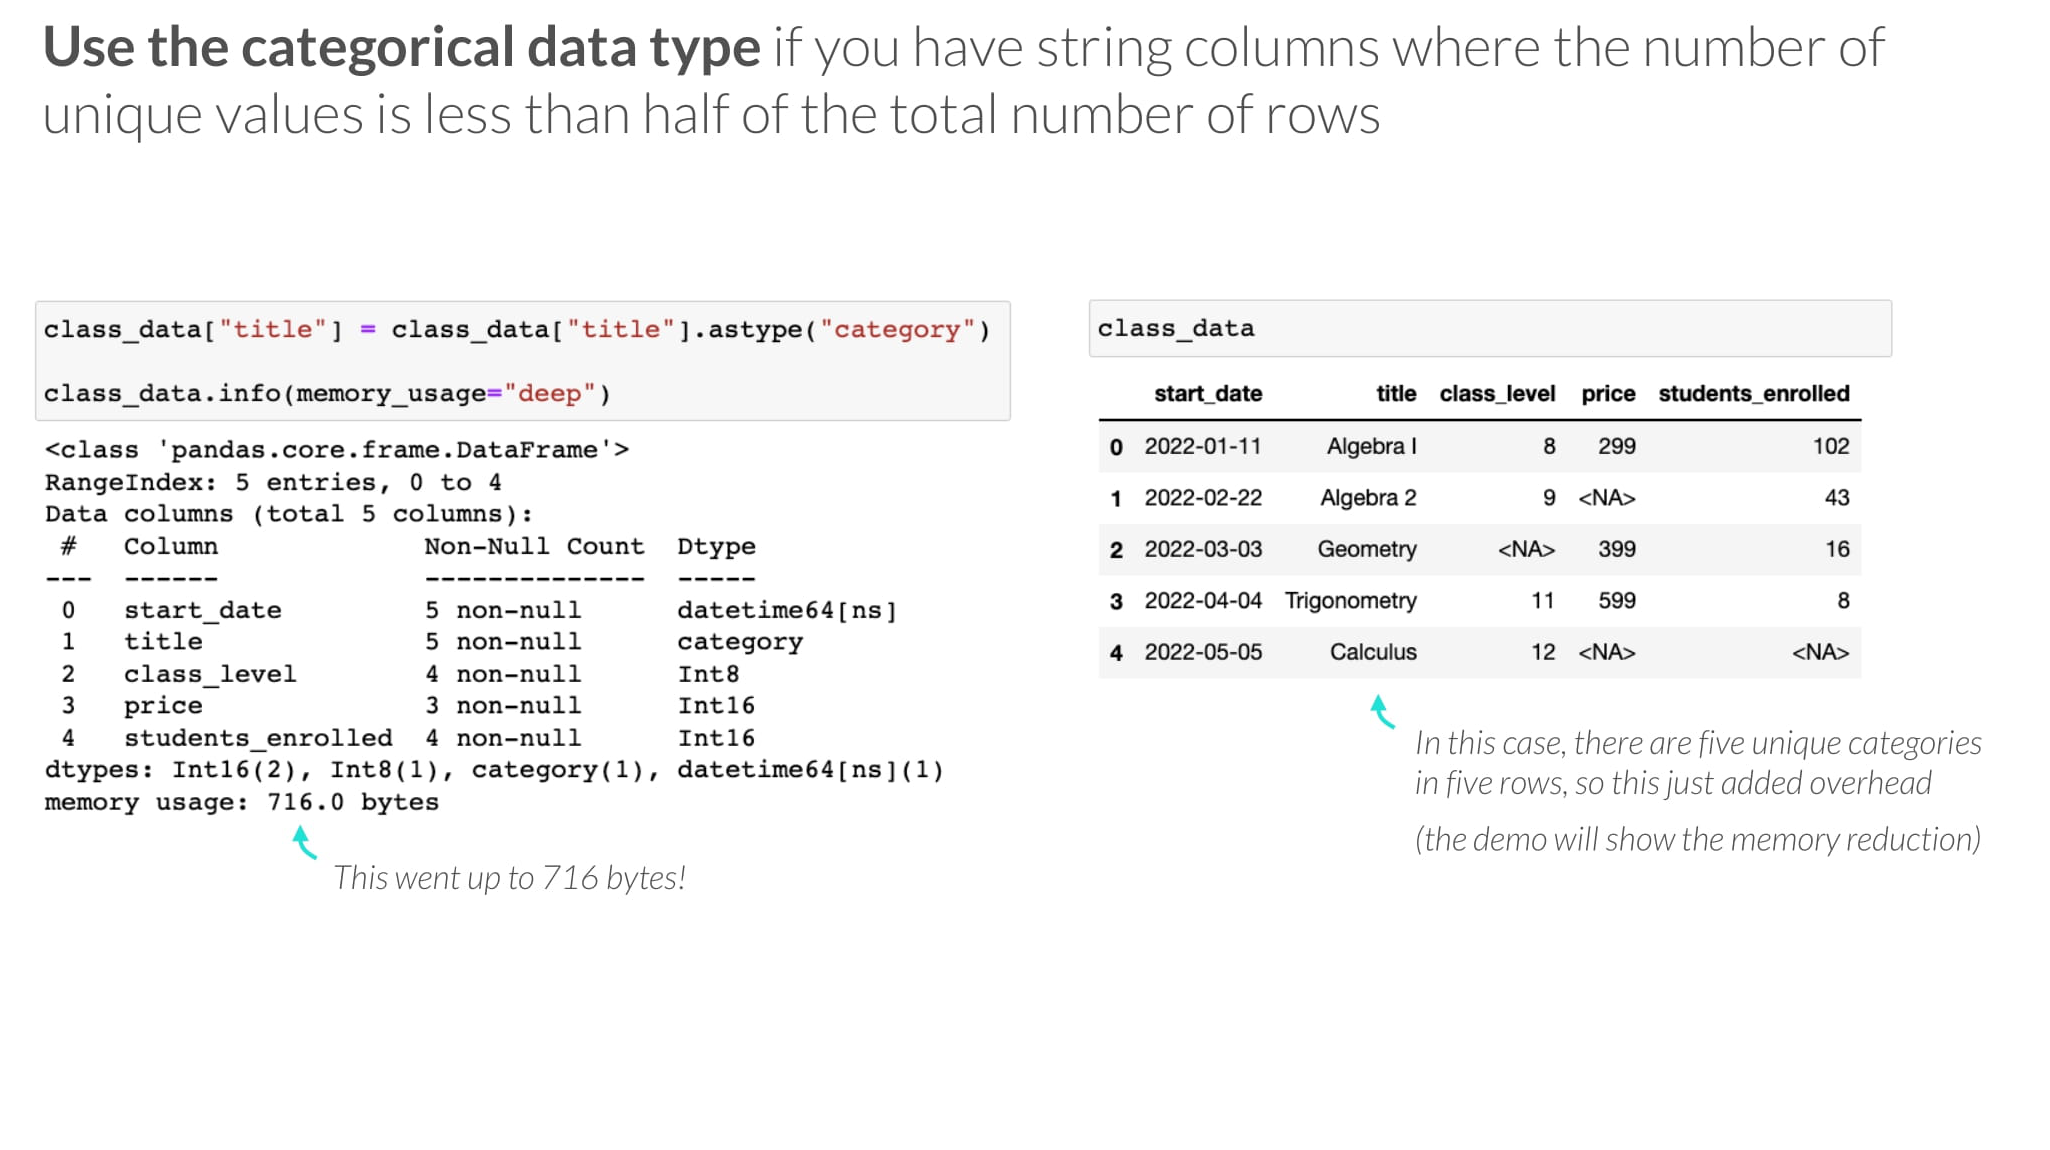 Use the categorical data type if you have string columns where the number of
unique values is less than half of the total number of rows
class_data["title"] = class_data["title"].astype("category")
class_data.info(memory_usage="deep")
<class 'pandas.core.frame.DataFrame'>
RangeIndex: 5 entries, 0 to 4
Data columns (total 5 columns):
# Column Non-Null Count Dtype
--- ------ -------------- -----
0 start_date 5 non-null datetime64[ns]
1 title 5 non-null category
2 class_level 4 non-null Int8
3 price 3 non-null Int16
4 students_enrolled 4 non-null Int16
dtypes: Int16(2), Int8(1), category(1), datetime64[ns](1)
memory usage: 716.0 bytes
This went up to 716 bytes!
class_data
start_date title class_level price students_enrolled
0 2022-01-11 Algebra I 8 299 102
1 2022-02-22 Algebra 2 9 <NA> 43
2 2022-03-03 Geometry <NA> 399 16
3 2022-04-04 Trigonometry 11 599 8
4 2022-05-05 Calculus 12 <NA> <NA>
In this case, there are five unique categories
in five rows, so this just added overhead
(the demo will show the memory reduction)